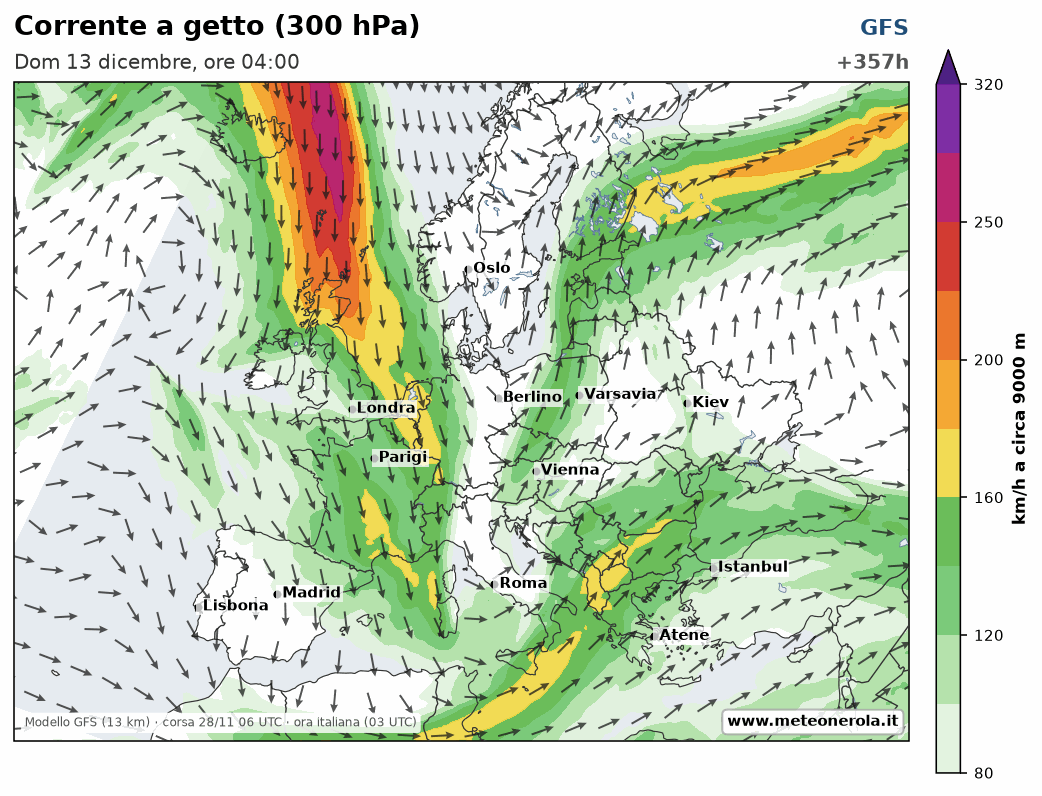 Corrente a getto (300 hPa)
GFS
Dom 13 dicembre, ore 04:00
+357h
320
250
200
160
120
80
km/h a circa 9000 m
Oslo
Berlino
Varsavia
Kiev
Londra
Parigi
Vienna
Istanbul
Roma
Madrid
Lisbona
Atene
Modello GFS (13 km) · corsa 28/11 06 UTC · ora italiana (03 UTC)
www.meteonerola.it